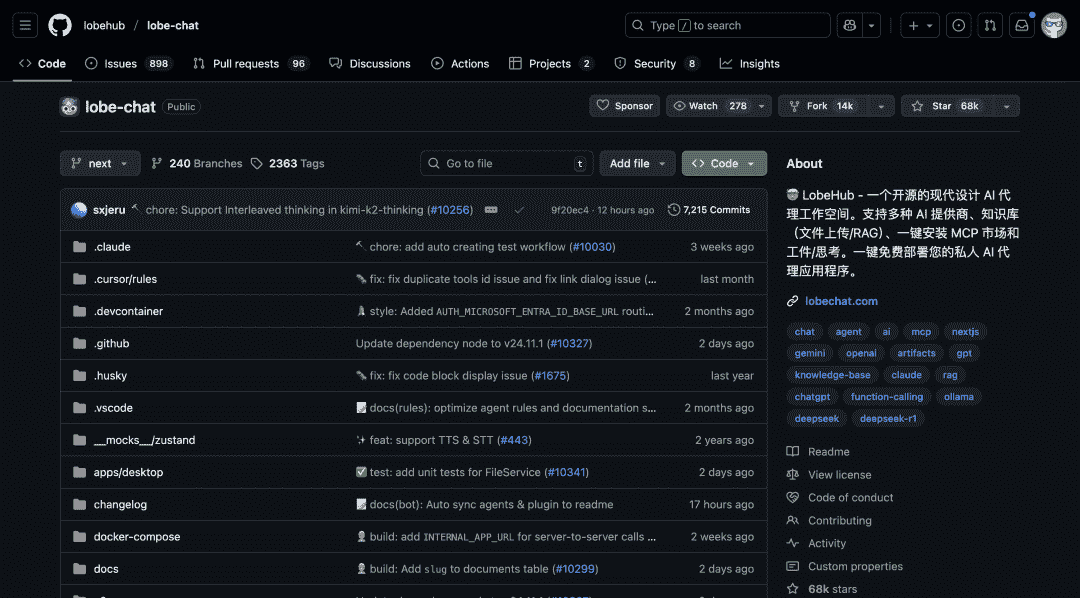 lobehub / lobe-chat
Type / to search
Code
Issues 898
Pull requests 96
Discussions
Actions
Projects 2
Security 8
Insights
lobe-chat Public
Sponsor
Watch 278
Fork 14k
Star 68k
next
240 Branches
2363 Tags
Go to file t
Add file
Code
sxjeru chore: Support Interleaved thinking in kimi-k2-thinking (#10256) 9f20ec4 · 12 hours ago 7,215 Commits
.claude chore: add auto creating test workflow (#10030) 3 weeks ago
.cursor/rules fix: fix duplicate tools id issue and fix link dialog issue (... last month
.devcontainer style: Added AUTH_MICROSOFT_ENTRA_ID_BASE_URL routi... 2 months ago
.github Update dependency node to v24.11.1 (#10327) 2 days ago
.husky fix: fix code block display issue (#1675) last year
.vscode docs(rules): optimize agent rules and documentation s... 2 months ago
__mocks__/zustand feat: support TTS & STT (#443) 2 years ago
apps/desktop test: add unit tests for FileService (#10341) 2 days ago
changelog docs(bot): Auto sync agents & plugin to readme 17 hours ago
docker-compose build: add INTERNAL_APP_URL for server-to-server calls ... 2 weeks ago
docs build: Add slug to documents table (#10299) 2 days ago
About
LobeHub - 一个开源的现代设计 AI 代
理工作空间。支持多种 AI 提供商、知识库
（文件上传/RAG）、一键安装 MCP 市场和
工件/思考。一键免费部署您的私人 AI 代
理应用程序。
lobechat.com
chat agent ai mcp nextjs
gemini openai artifacts gpt
knowledge-base claude rag
chatgpt function-calling ollama
deepseek deepseek-r1
Readme
View license
Code of conduct
Contributing
Activity
Custom properties
68k stars